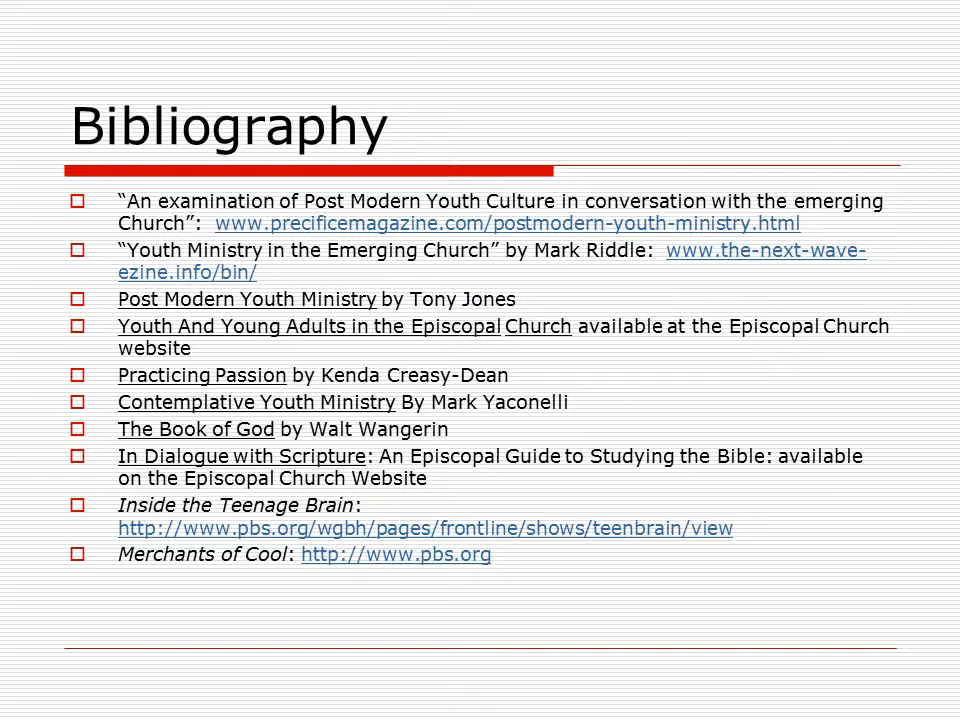 Bibliography
“An examination of Post Modern Youth Culture in conversation with the emerging
Church”: www.precificemagazine.com/postmodern-youth-ministry.html
“Youth Ministry in the Emerging Church” by Mark Riddle: www.the-next-wave-
ezine.info/bin/
Post Modern Youth Ministry by Tony Jones
Youth And Young Adults in the Episcopal Church available at the Episcopal Church
website
Practicing Passion by Kenda Creasy-Dean
Contemplative Youth Ministry By Mark Yaconelli
The Book of God by Walt Wangerin
In Dialogue with Scripture: An Episcopal Guide to Studying the Bible: available
on the Episcopal Church Website
Inside the Teenage Brain:
http://www.pbs.org/wgbh/pages/frontline/shows/teenbrain/view
Merchants of Cool: http://www.pbs.org